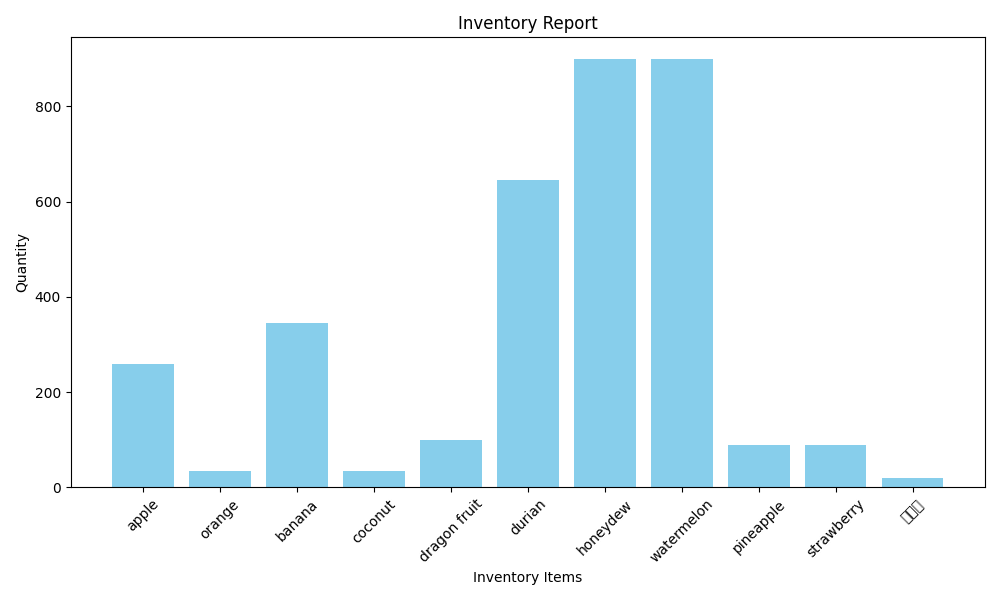 Inventory Report
Quantity
800
600
400
200
0
apple
orange
banana
coconut
dragon fruit
durian
honeydew
watermelon
pineapple
strawberry
Inventory Items